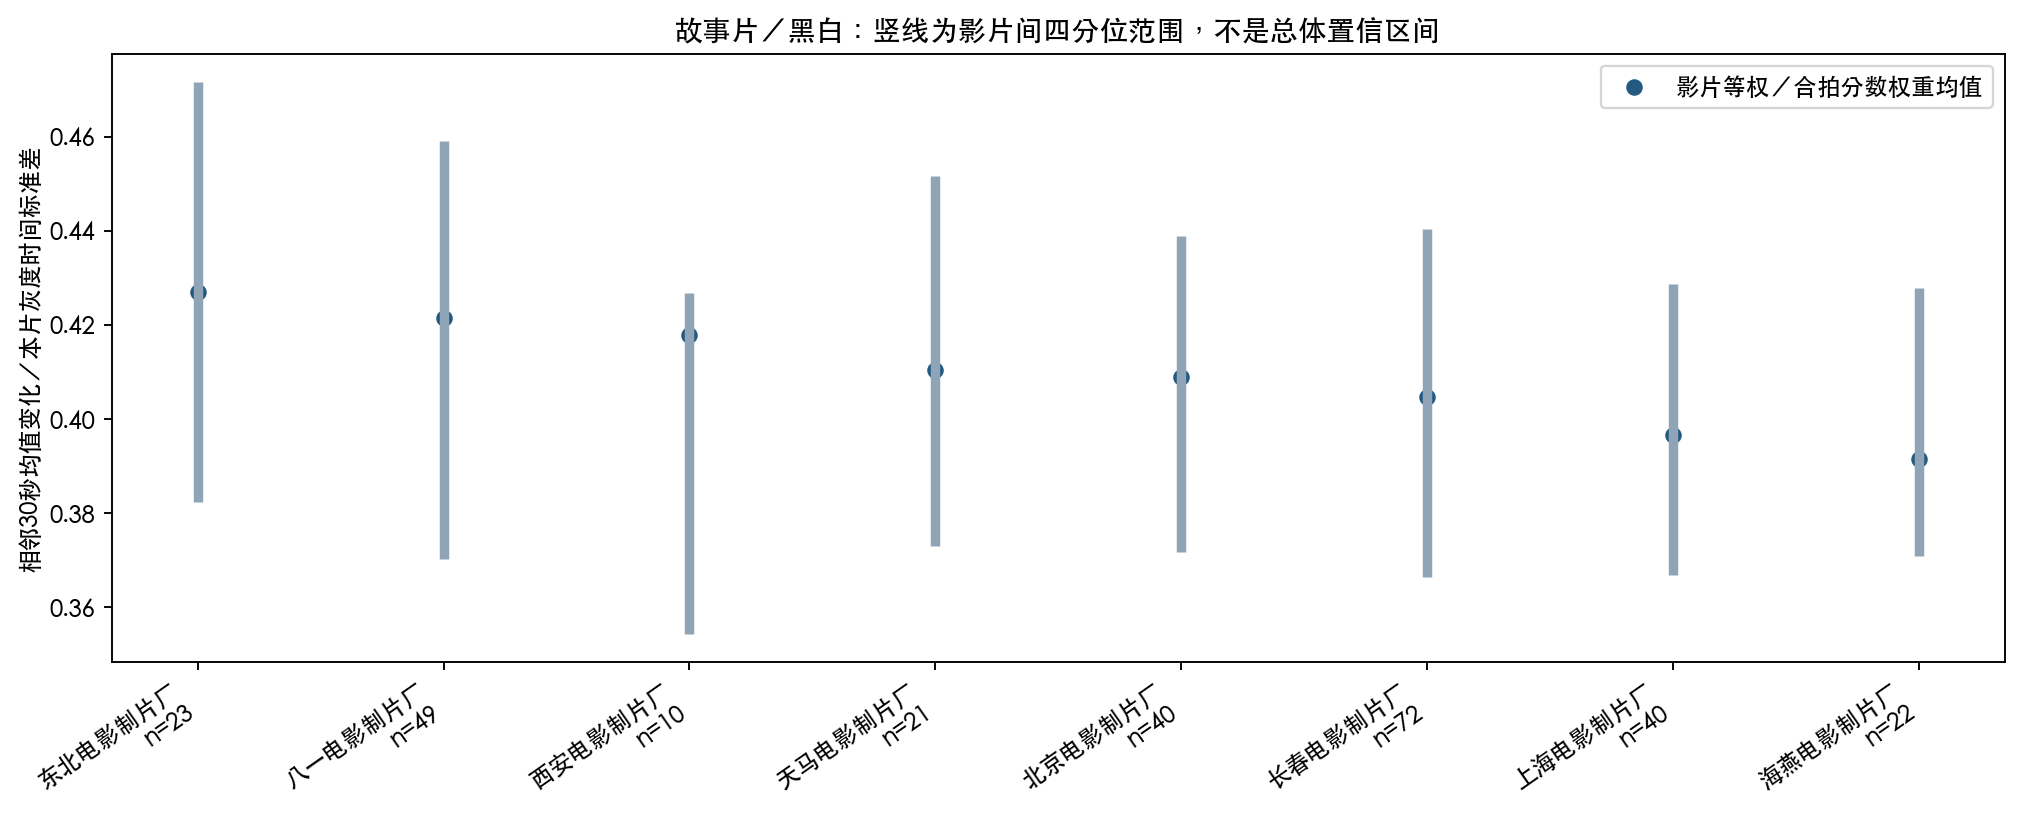 故事片／黑白：竖线为影片间四分位范围，不是总体置信区间
影片等权／合拍分数权重均值
相邻30秒均值变化／本片灰度时间标准差
0.46
0.44
0.42
0.40
0.38
0.36
东北电影制片厂
n=23
八一电影制片厂
n=49
西安电影制片厂
n=10
天马电影制片厂
n=21
北京电影制片厂
n=40
长春电影制片厂
n=72
上海电影制片厂
n=40
海燕电影制片厂
n=22